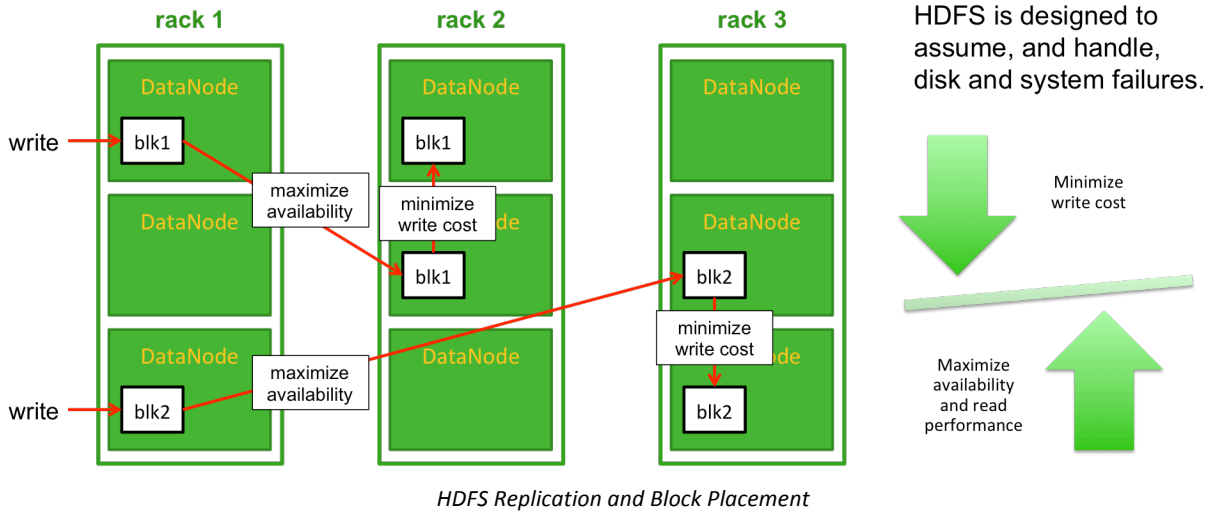 rack 1
rack 2
rack 3
HDFS is designed to
assume, and handle,
disk and system failures.
DataNode
DataNode
DataNode
write
blk1
blk1
maximize
availability
minimize
write cost
Minimize
write cost
DataNode
DataNode
DataNode
blk1
blk2
minimize
write cost
DataNode
DataNode
DataNode
maximize
availability
Maximize
availability
and read
performance
write
blk2
blk2
HDFS Replication and Block Placement